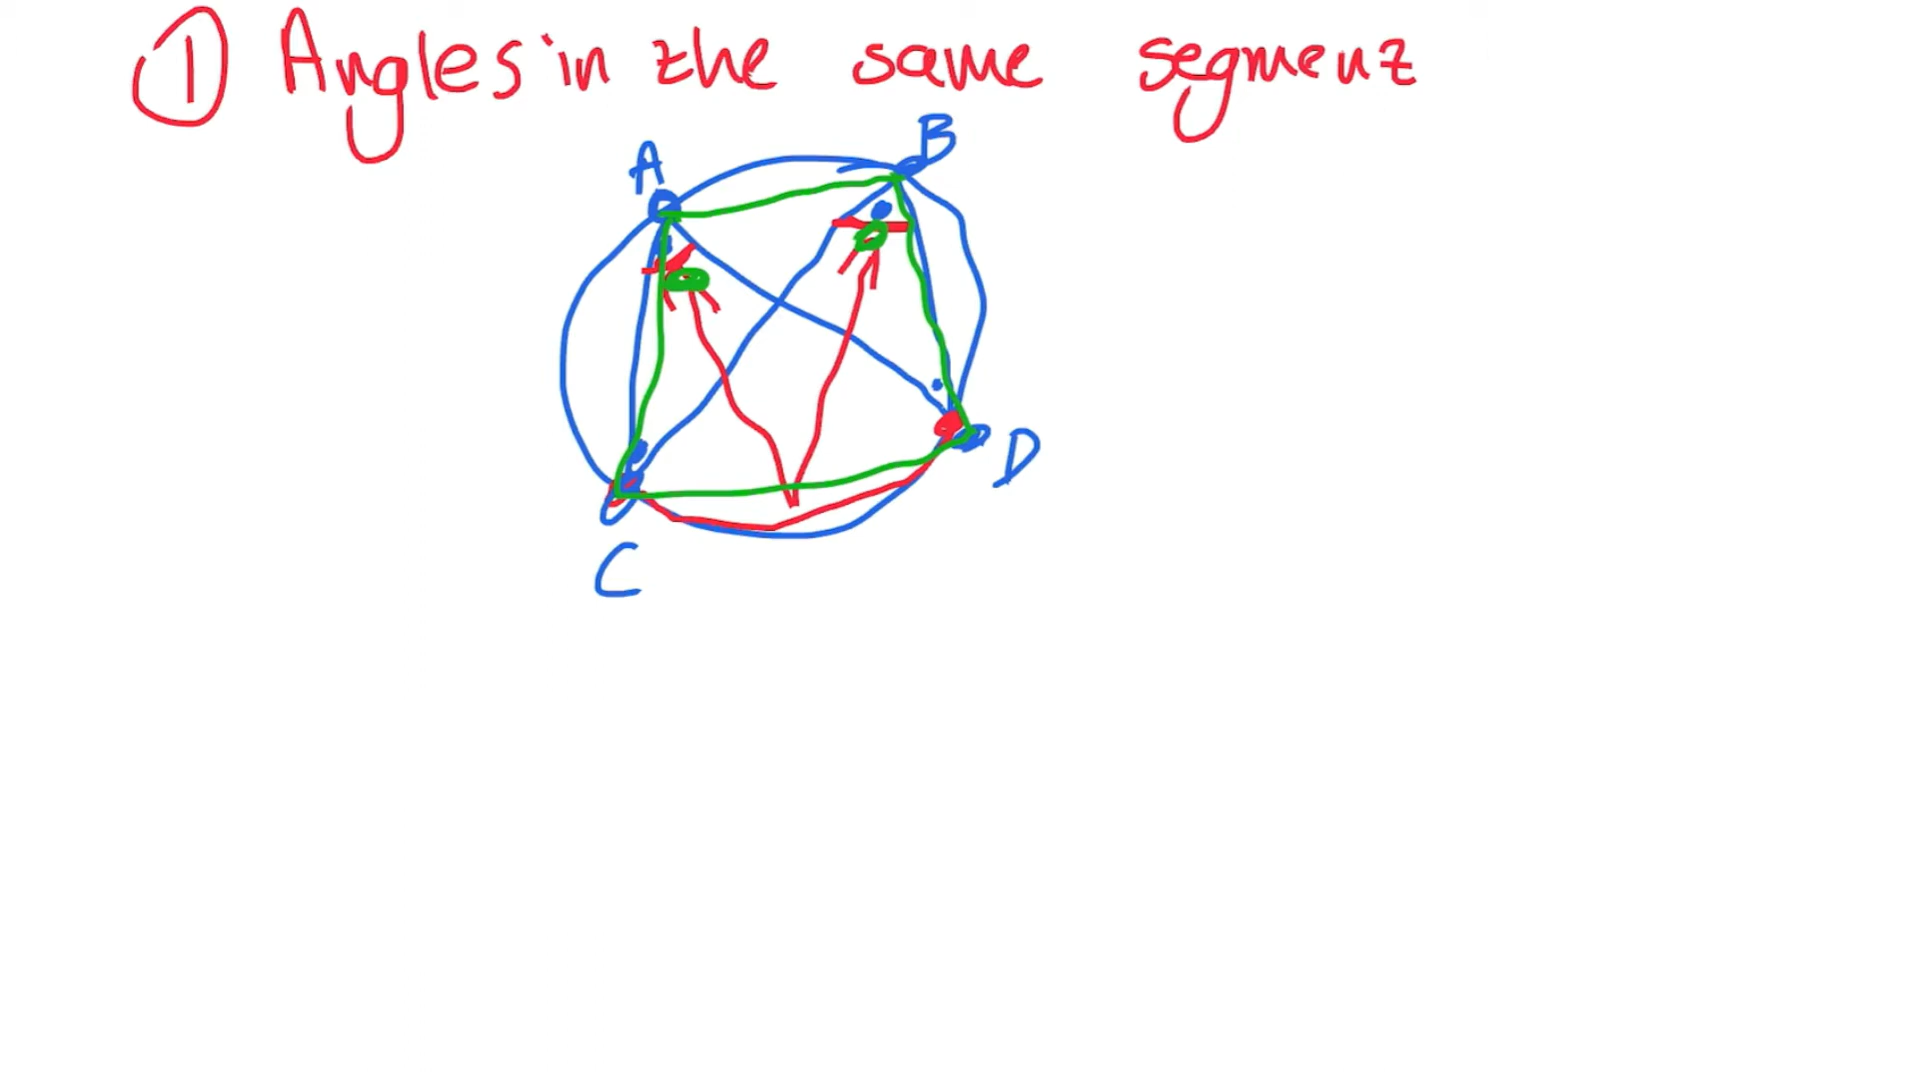 ① Angles in the same segment
A
B
D
C